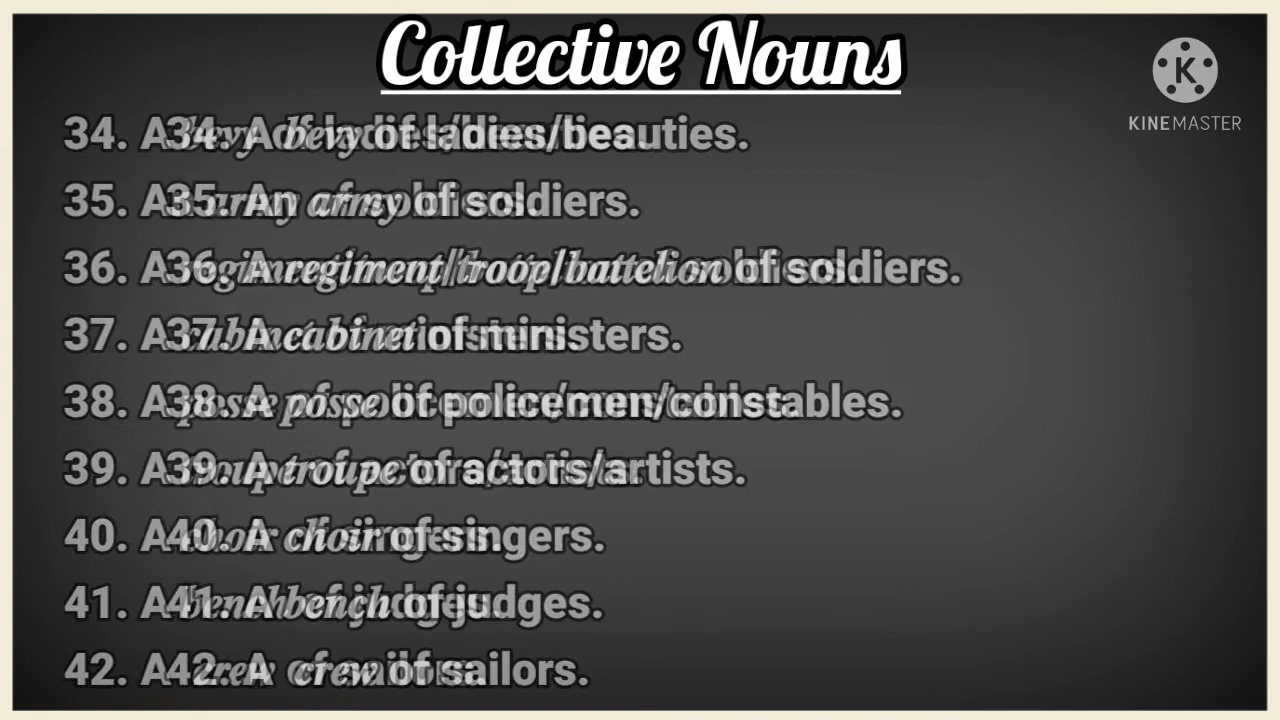 Collective Nouns
KINEMASTER
34. A bevy of ladies/beauties.
35. An army of soldiers.
36. A regiment/troop/battelion of soldiers.
37. A cabinet of ministers.
38. A posse of police/men/constables.
39. A troupe of actors/artists.
40. A choir of singers.
41. A bench of judges.
42. A crew of sailors.